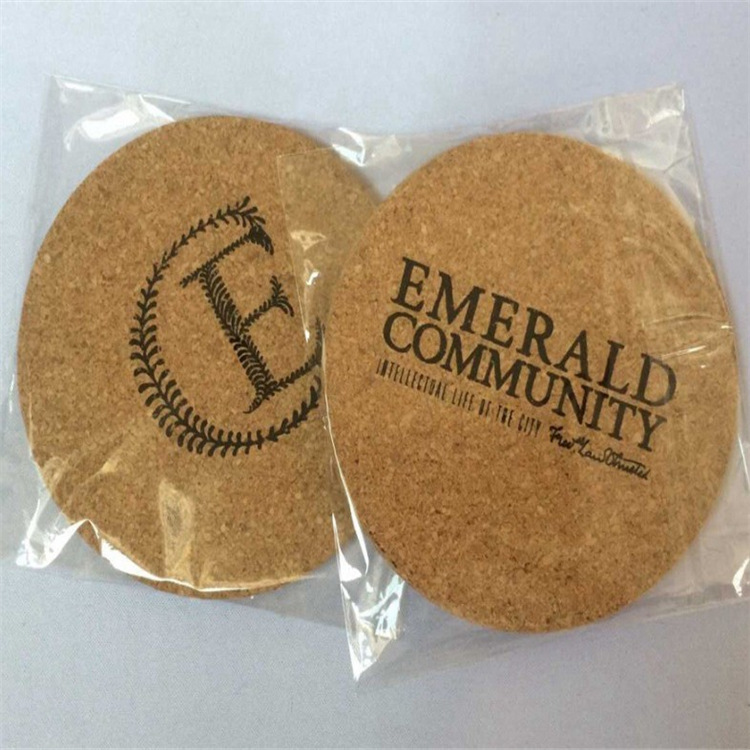 E
EMERALD
COMMUNITY
INTELLECTUAL LIFE OF THE CITY